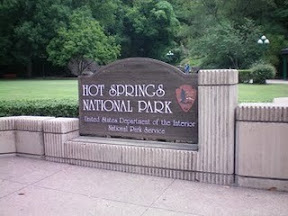 HOT SPRINGS
NATIONAL PARK
United States Department of the Interior
National Park Service